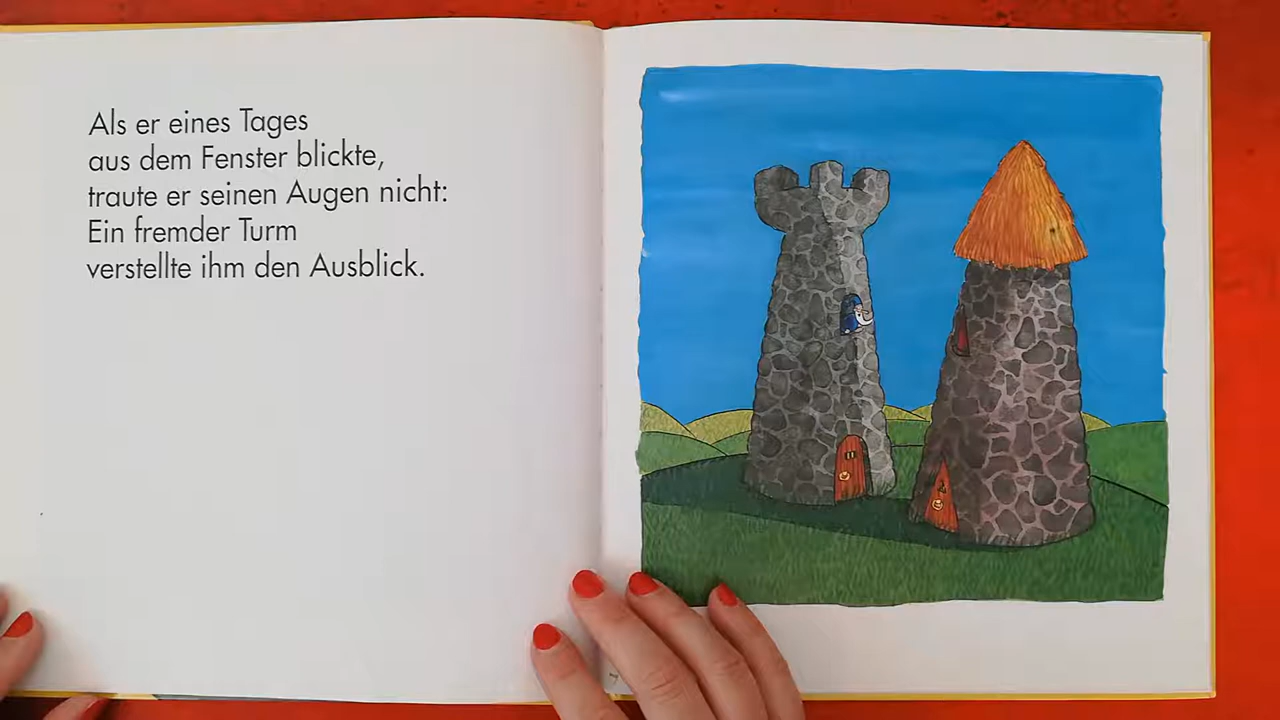 Als er eines Tages
aus dem Fenster blickte,
traute er seinen Augen nicht:
Ein fremder Turm
verstellte ihm den Ausblick.